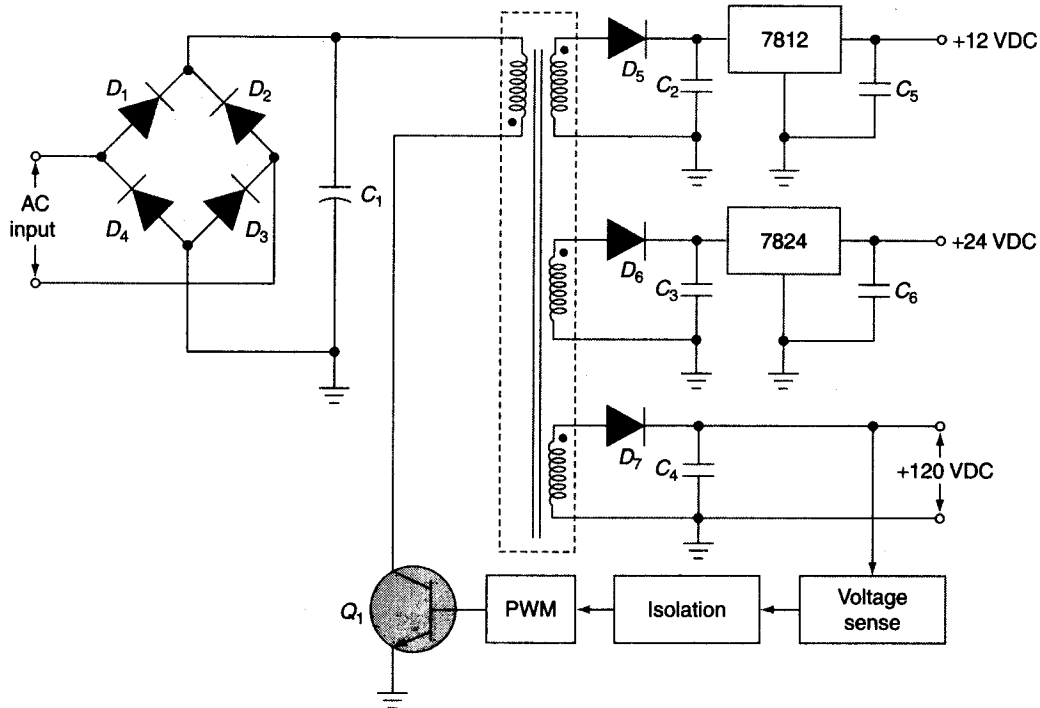 D1
D2
D4
D3
AC
input
C1
D5
C2
7812
C5
+12 VDC
D6
C3
7824
C6
+24 VDC
D7
C4
+120 VDC
Q1
PWM
Isolation
Voltage
sense